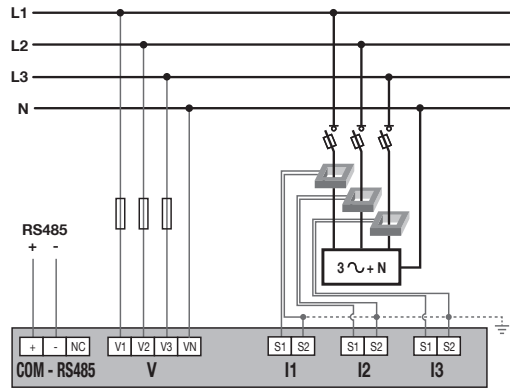 L1
L2
L3
N
RS485
+ -
3 ∿ + N
+ - NC V1 V2 V3 VN S1 S2 S1 S2 S1 S2
COM - RS485 V I1 I2 I3